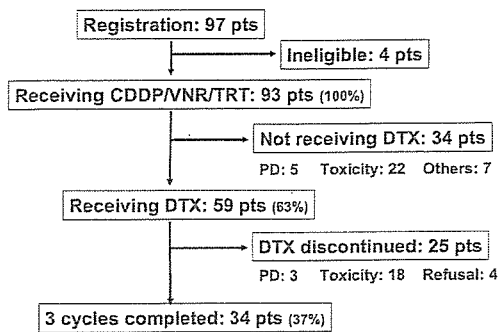 Registration: 97 pts
Ineligible: 4 pts
Receiving CDDP/VNR/TRT: 93 pts (100%)
Not receiving DTX: 34 pts
PD: 5 Toxicity: 22 Others: 7
Receiving DTX: 59 pts (63%)
DTX discontinued: 25 pts
PD: 3 Toxicity: 18 Refusal: 4
3 cycles completed: 34 pts (37%)